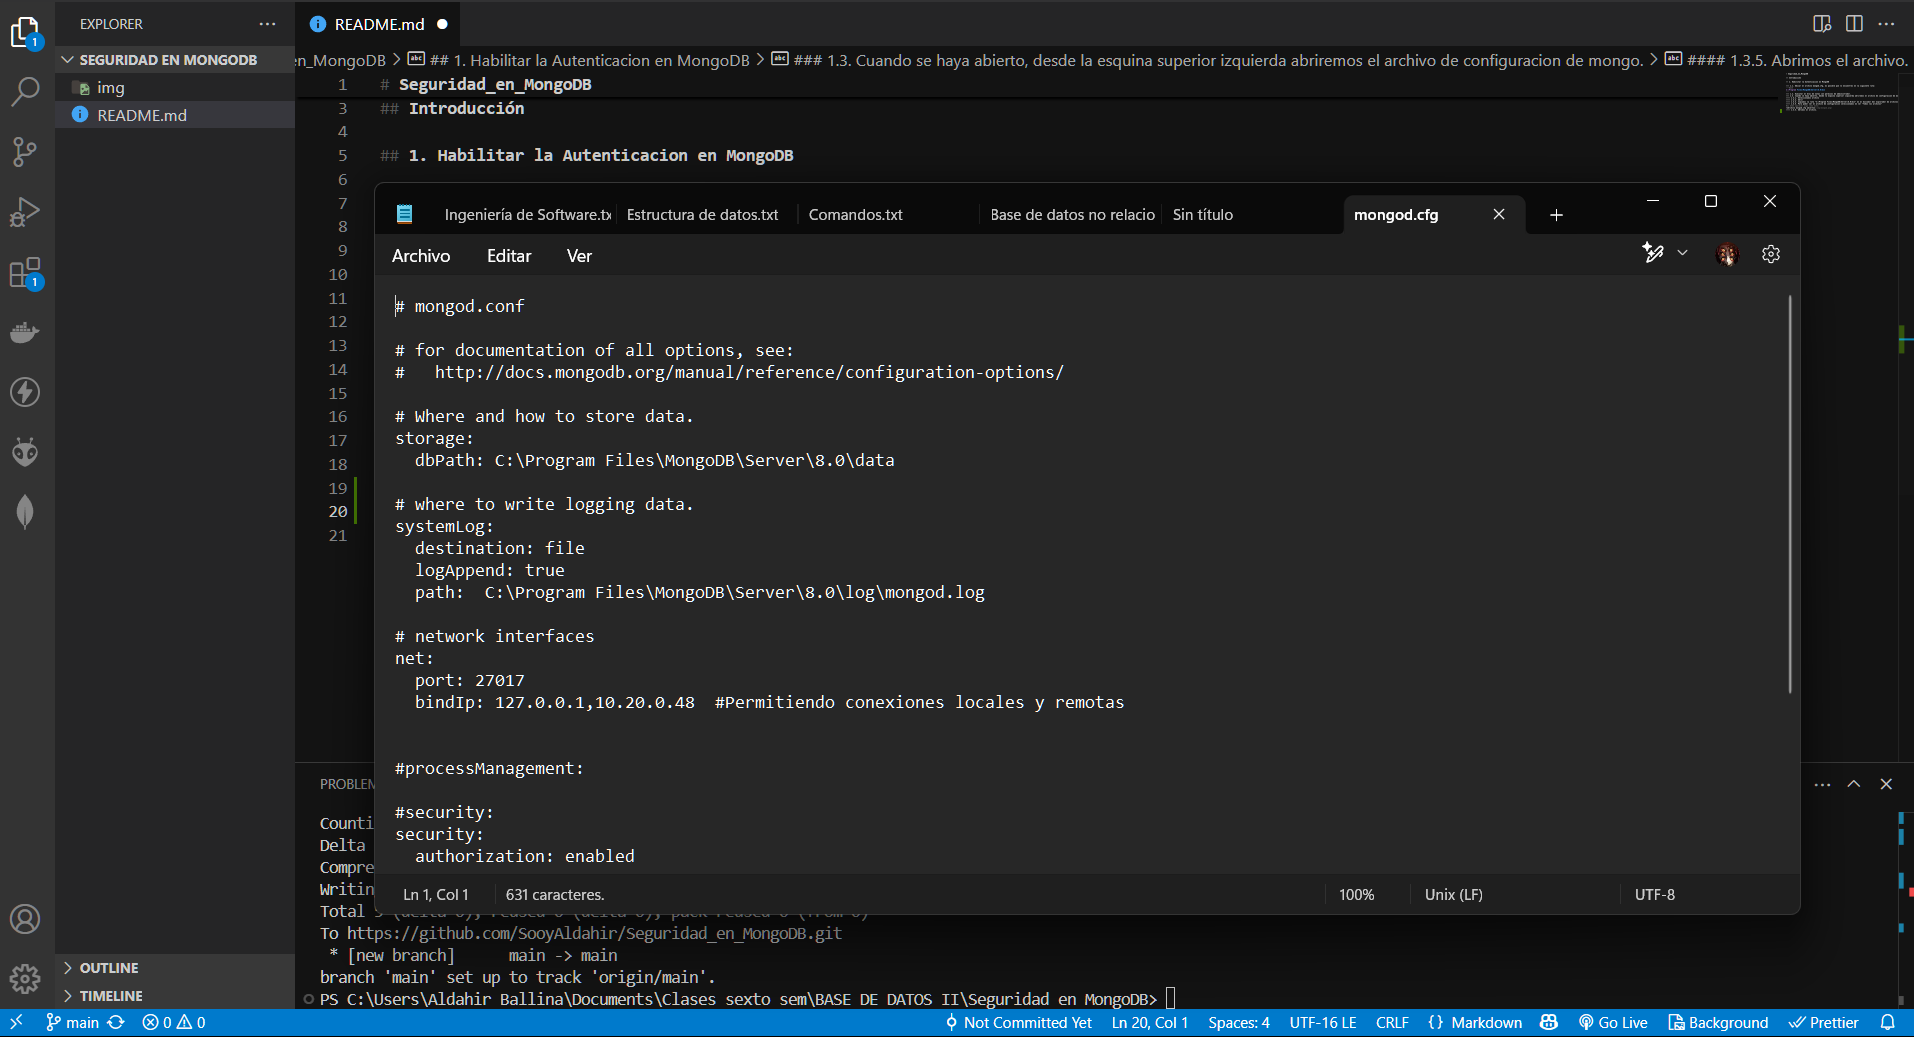 EXPLORER
README.md
SEGURIDAD EN MONGODB
img
README.md
en_MongoDB > ## 1. Habilitar la Autenticacion en MongoDB > ### 1.3. Cuando se haya abierto, desde la esquina superior izquierda abriremos el archivo de configuracion de mongo. > #### 1.3.5. Abrimos el archivo.
1 # Seguridad_en_MongoDB
3 ## Introducción
4
5 ## 1. Habilitar la Autenticacion en MongoDB
6
7
8
9
10
11
12
13
14
15
16
17
18
19
20
21
Ingeniería de Software.tx
Estructura de datos.txt
Comandos.txt
Base de datos no relacio
Sin título
mongod.cfg
Archivo Editar Ver
# mongod.conf
# for documentation of all options, see:
#   http://docs.mongodb.org/manual/reference/configuration-options/
# Where and how to store data.
storage:
  dbPath: C:\Program Files\MongoDB\Server\8.0\data
# where to write logging data.
systemLog:
  destination: file
  logAppend: true
  path:  C:\Program Files\MongoDB\Server\8.0\log\mongod.log
# network interfaces
net:
  port: 27017
  bindIp: 127.0.0.1,10.20.0.48  #Permitiendo conexiones locales y remotas
#processManagement:
#security:
security:
  authorization: enabled
Ln 1, Col 1 631 caracteres. 100% Unix (LF) UTF-8
PROBLEM
Counti
Delta
Compre
Writin
Total
To https://github.com/SooyAldahir/Seguridad_en_MongoDB.git
 * [new branch]      main -> main
branch 'main' set up to track 'origin/main'.
PS C:\Users\Aldahir Ballina\Documents\Clases sexto sem\BASE DE DATOS II\Seguridad en MongoDB>
OUTLINE
TIMELINE
1
1
main 0 0 Not Committed Yet Ln 20, Col 1 Spaces: 4 UTF-16 LE CRLF {} Markdown Go Live Background Prettier